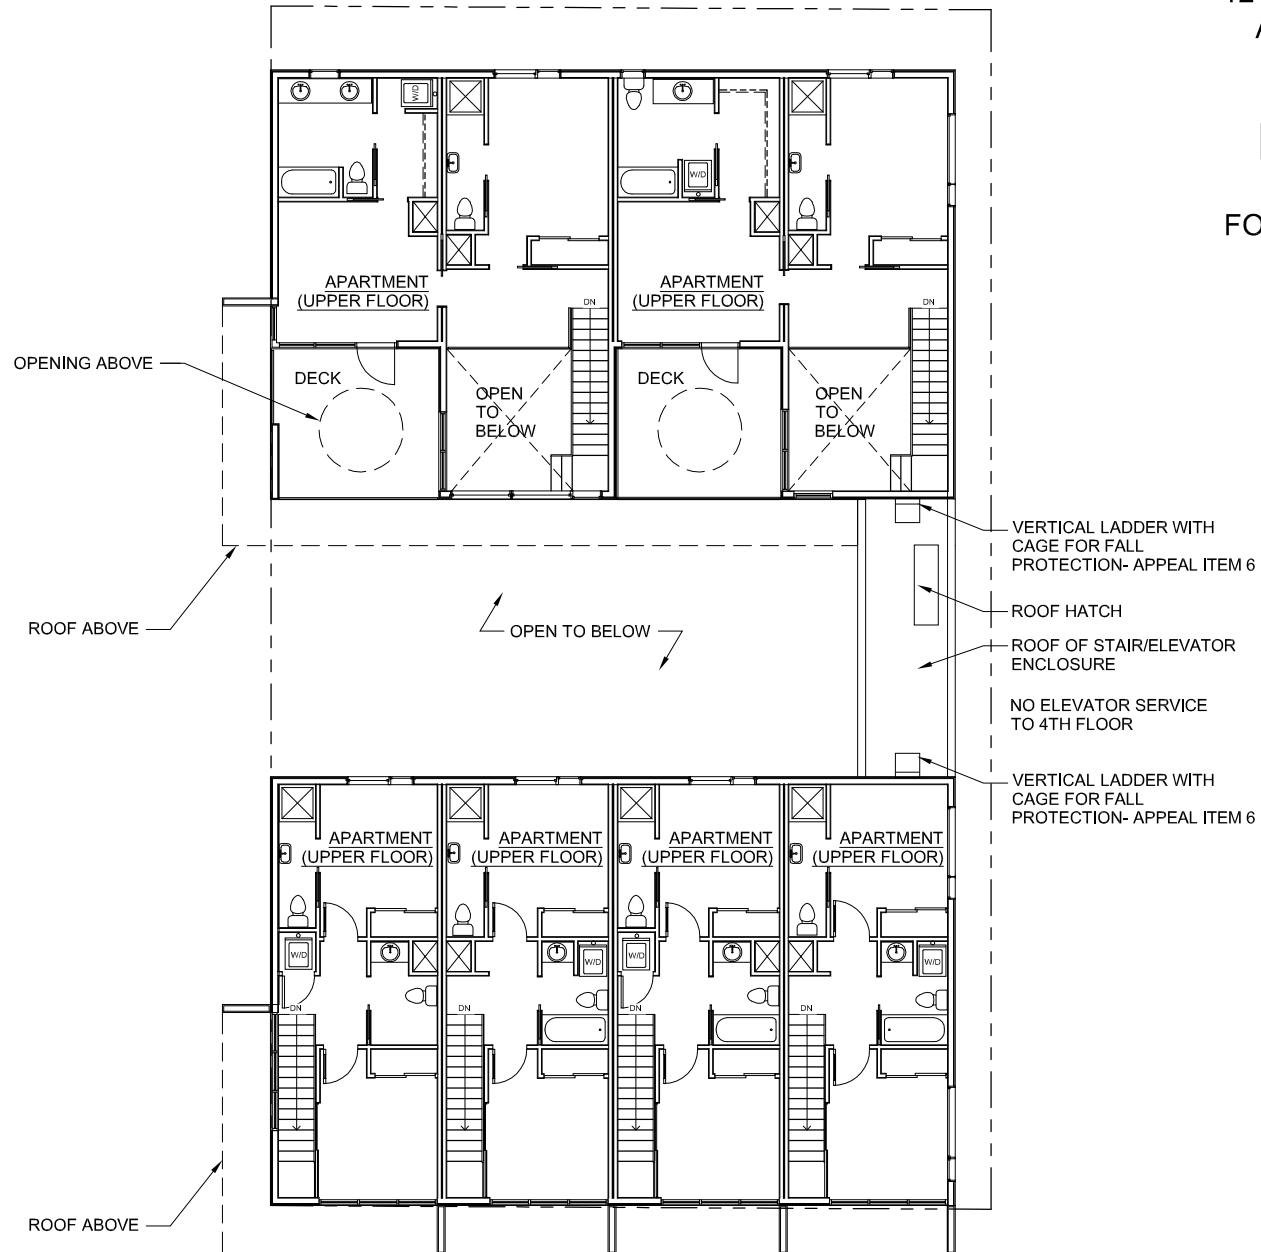 FO
W/D
W/D
APARTMENT
(UPPER FLOOR)
APARTMENT
(UPPER FLOOR)
DN
DN
OPENING ABOVE
DECK
OPEN
TO
BELOW
DECK
OPEN
TO
BELOW
VERTICAL LADDER WITH
CAGE FOR FALL
PROTECTION- APPEAL ITEM 6
ROOF HATCH
ROOF ABOVE
OPEN TO BELOW
ROOF OF STAIR/ELEVATOR
ENCLOSURE
NO ELEVATOR SERVICE
TO 4TH FLOOR
VERTICAL LADDER WITH
CAGE FOR FALL
PROTECTION- APPEAL ITEM 6
APARTMENT
(UPPER FLOOR)
APARTMENT
(UPPER FLOOR)
APARTMENT
(UPPER FLOOR)
APARTMENT
(UPPER FLOOR)
W/D
W/D
W/D
W/D
DN
DN
DN
DN
ROOF ABOVE